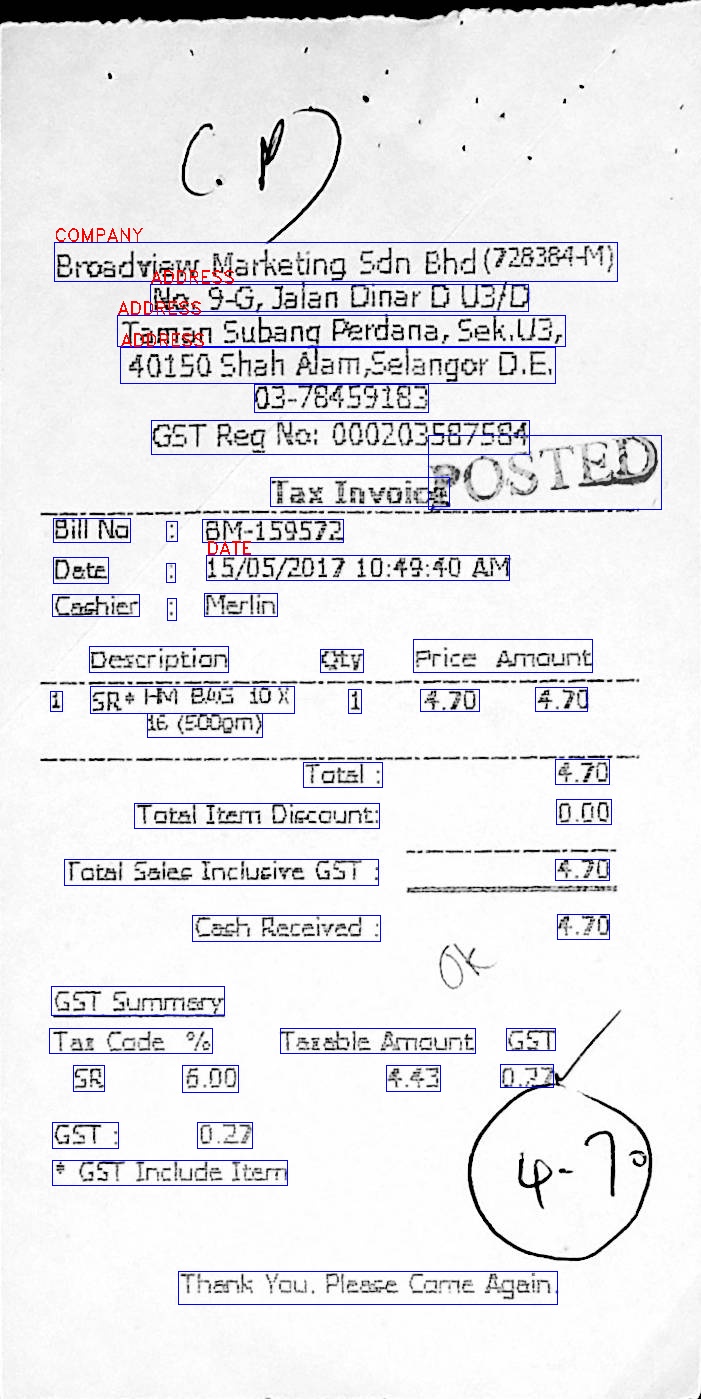 (.P)
COMPANY
Broadview Marketing Sdn Bhd (728384-M)
ADDRESS
No. 9-G, Jalan Dinar D U3/D
ADDRESS
Taman Subang Perdana, Sek.U3,
ADDRESS
40150 Shah Alam,Selangor D.E.
03-78459183
GST Reg No: 000203587584
POSTED
Tax Invoice
Bill No : BM-159572
DATE
Date : 15/05/2017 10:49:40 AM
Cashier : Merlin
Description Qty Price Amount
1 SR* HM BAG 10 X 1 4.70 4.70
16 (500gm)
Total : 4.70
Total Item Discount: 0.00
Total Sales Inclusive GST : 4.70
Cash Received : 4.70
OK
GST Summary
Tax Code % Taxable Amount GST
SR 6.00 4.43 0.27
GST : 0.27
4-70
* GST Include Item
Thank You. Please Come Again.